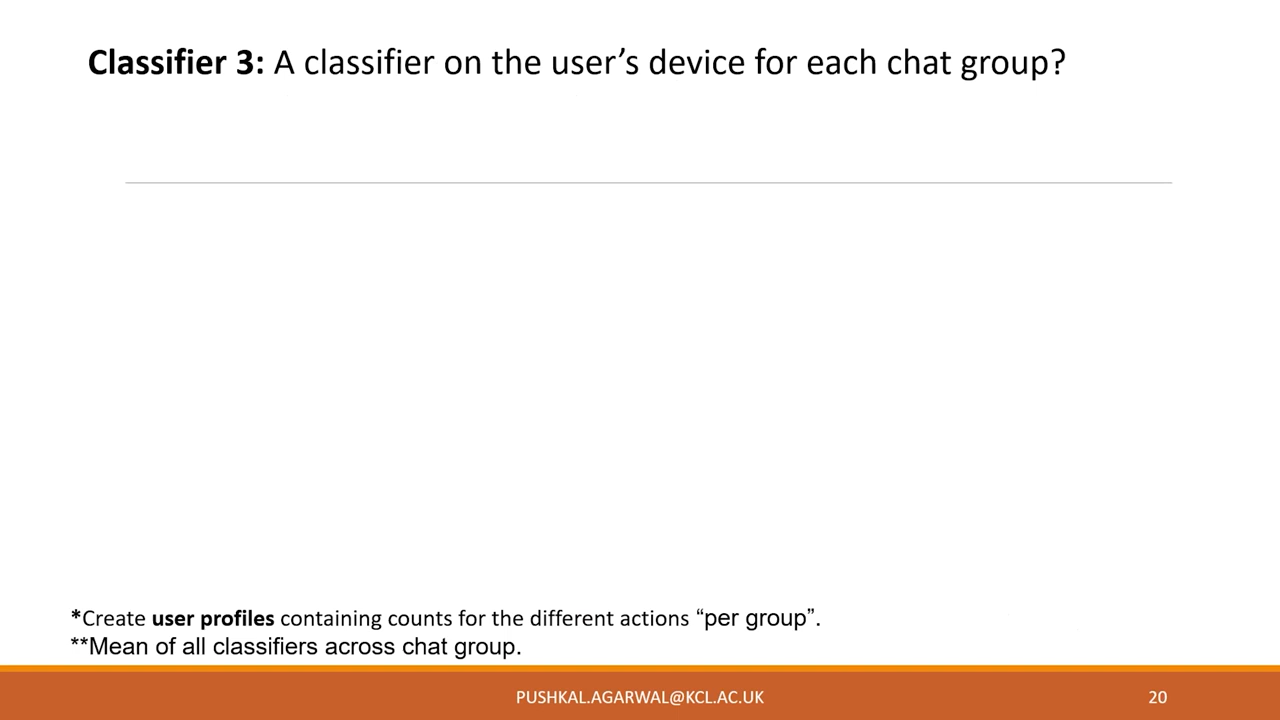 Classifier 3: A classifier on the user’s device for each chat group?
*Create user profiles containing counts for the different actions “per group”.
**Mean of all classifiers across chat group.
PUSHKAL.AGARWAL@KCL.AC.UK
20